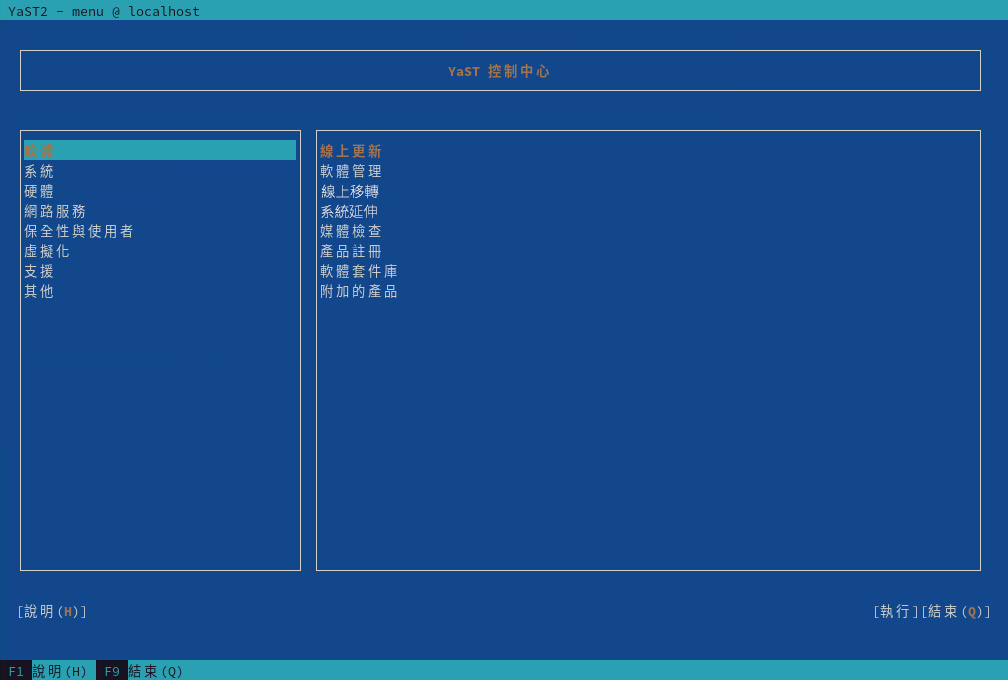 YaST2 - menu @ localhost
YaST 控制中心
軟體
系統
硬體
網路服務
保全性與使用者
虛擬化
支援
其他
線上更新
軟體管理
線上移轉
系統延伸
媒體檢查
產品註冊
軟體套件庫
附加的產品
[說明(H)]
[執行][結束(Q)]
F1 說明(H) F9 結束(Q)